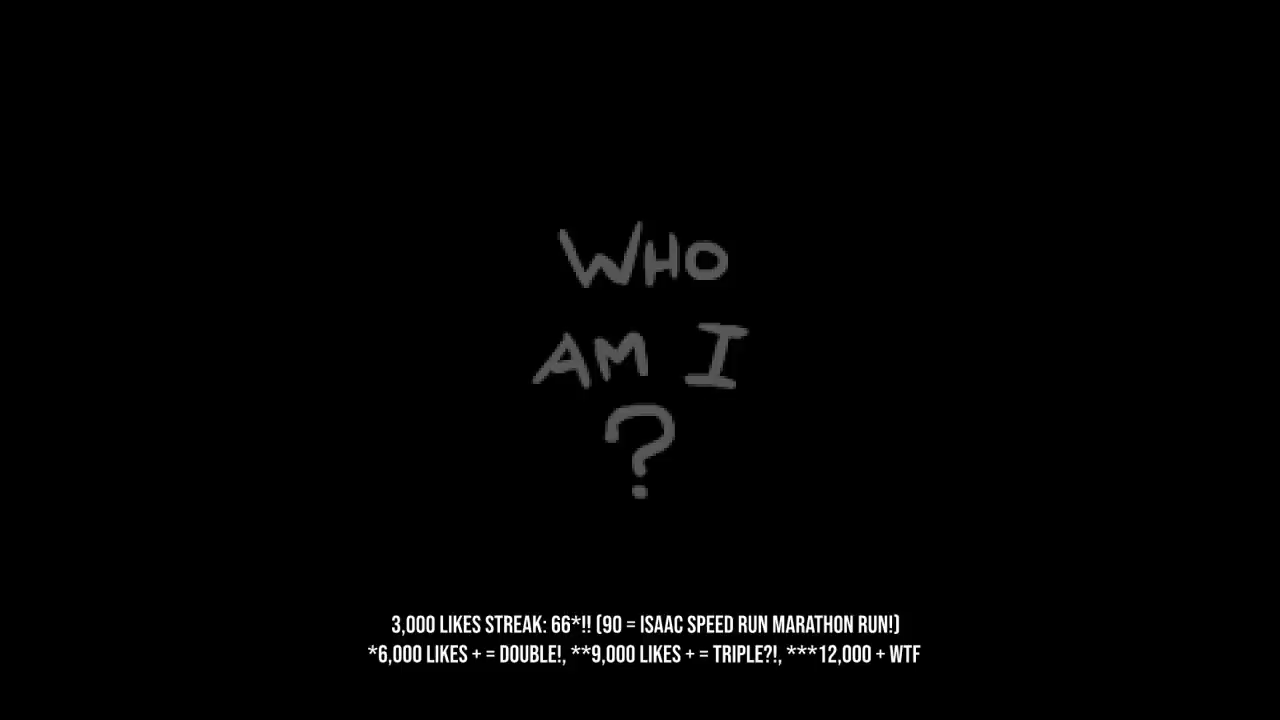 WHO
AM I
?
3,000 LIKES STREAK: 66*!! (90 = ISAAC SPEED RUN MARATHON RUN!)
*6,000 LIKES + = DOUBLE!, **9,000 LIKES + = TRIPLE?!, ***12,000 + WTF